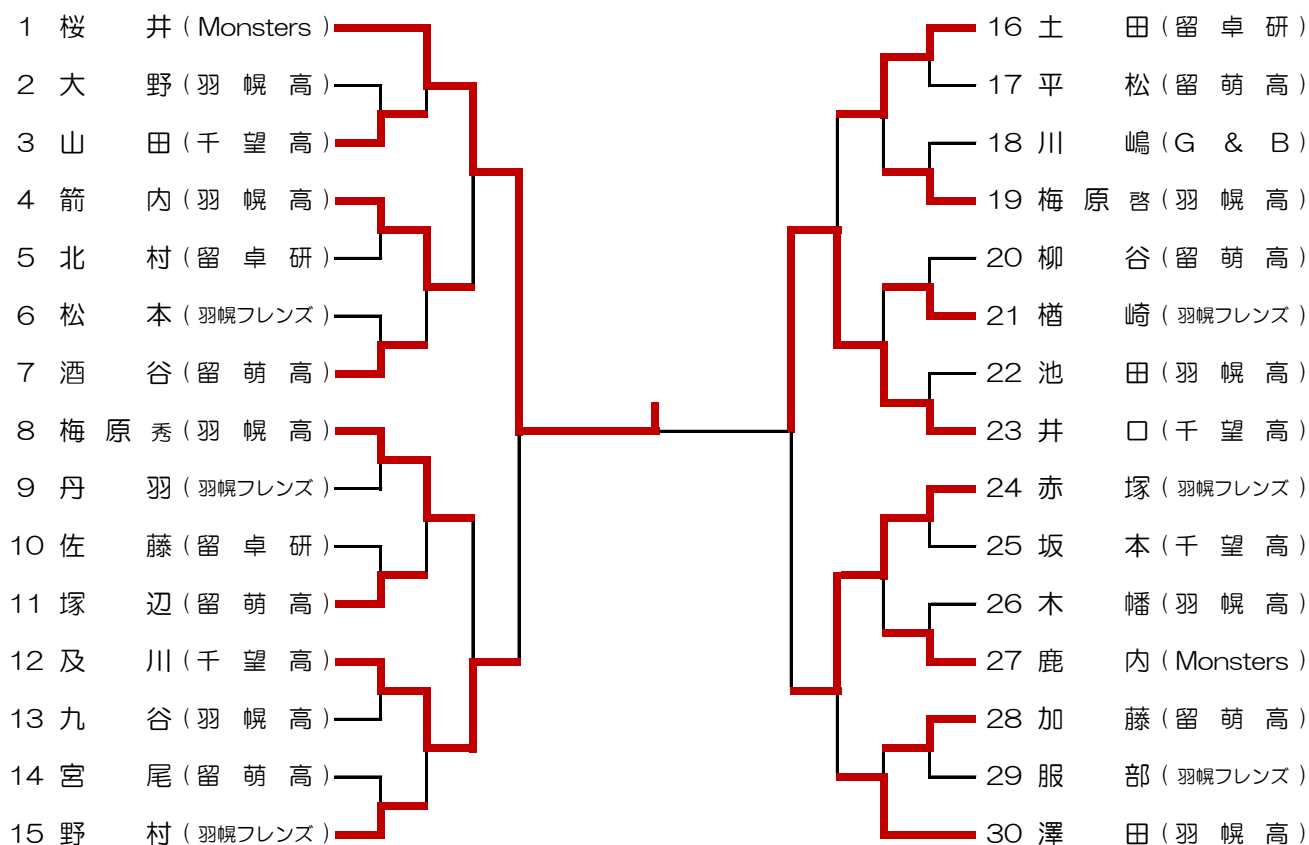 1 桜 井 ( Monsters )
2 大 野 ( 羽 幌 高 )
3 山 田 ( 千 望 高 )
4 箭 内 ( 羽 幌 高 )
5 北 村 ( 留 卓 研 )
6 松 本 ( 羽幌フレンズ )
7 酒 谷 ( 留 萌 高 )
8 梅 原 秀 ( 羽 幌 高 )
9 丹 羽 ( 羽幌フレンズ )
10 佐 藤 ( 留 卓 研 )
11 塚 辺 ( 留 萌 高 )
12 及 川 ( 千 望 高 )
13 九 谷 ( 羽 幌 高 )
14 宮 尾 ( 留 萌 高 )
15 野 村 ( 羽幌フレンズ )
16 土 田 ( 留 卓 研 )
17 平 松 ( 留 萌 高 )
18 川 嶋 ( G & B )
19 梅 原 啓 ( 羽 幌 高 )
20 柳 谷 ( 留 萌 高 )
21 楢 崎 ( 羽幌フレンズ )
22 池 田 ( 羽 幌 高 )
23 井 口 ( 千 望 高 )
24 赤 塚 ( 羽幌フレンズ )
25 坂 本 ( 千 望 高 )
26 木 幡 ( 羽 幌 高 )
27 鹿 内 ( Monsters )
28 加 藤 ( 留 萌 高 )
29 服 部 ( 羽幌フレンズ )
30 澤 田 ( 羽 幌 高 )